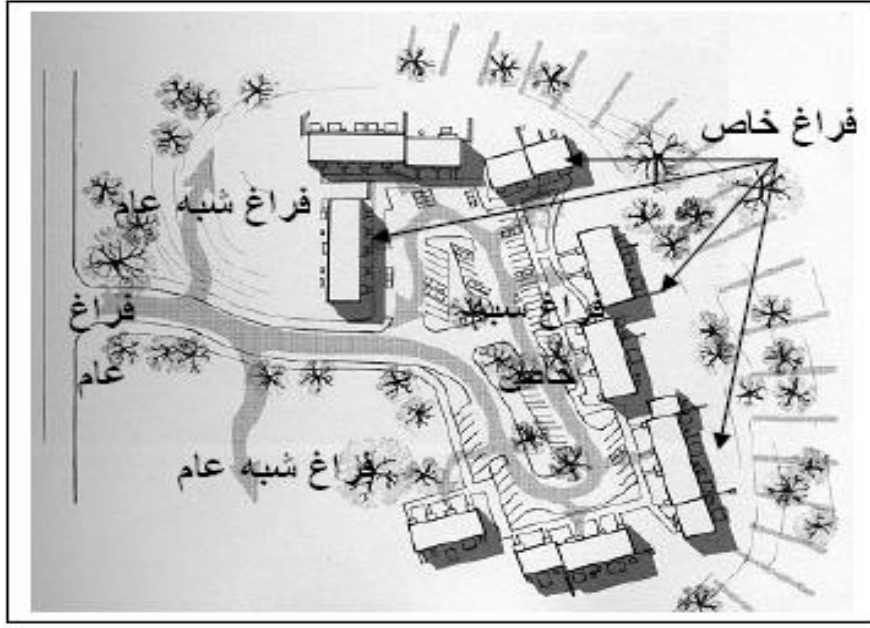 فراغ خاص
فراغ شبه عام
فراغ شبه
خاص
فراغ
عام
فراغ شبه عام